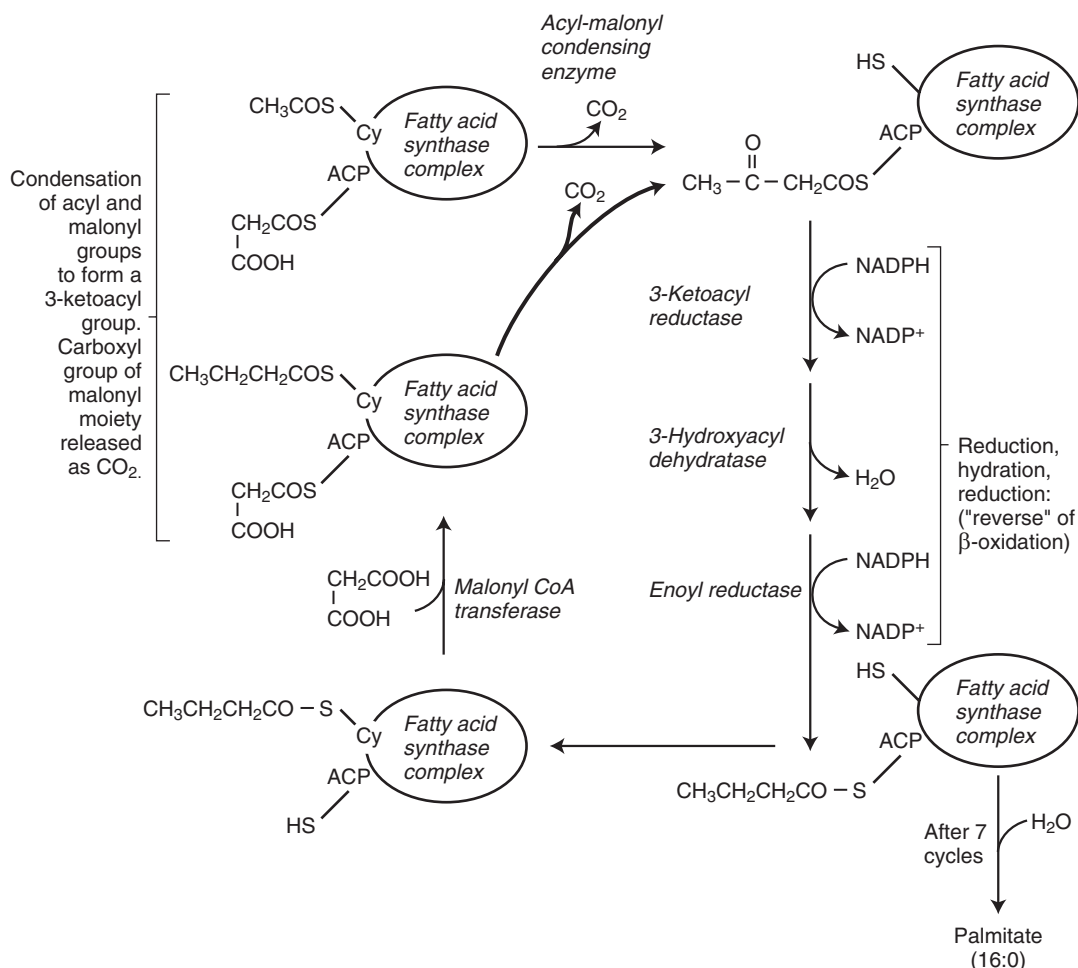 Acyl-malonyl
condensing
enzyme
HS
Fatty acid
synthase
complex
ACP
CH₃COS
Cy
Fatty acid
synthase
complex
ACP
CH₂COS
COOH
CO₂
O
CH₃ – C – CH₂COS
CO₂
Condensation
of acyl and
malonyl
groups
to form a
3-ketoacyl
group.
Carboxyl
group of
malonyl
moiety
released
as CO₂.
CH₃CH₂CH₂COS
Cy
Fatty acid
synthase
complex
ACP
CH₂COS
COOH
3-Ketoacyl
reductase
NADPH
NADP⁺
3-Hydroxyacyl
dehydratase
H₂O
Enoyl reductase
NADPH
NADP⁺
Reduction,
hydration,
reduction:
("reverse" of
β-oxidation)
CH₂COOH
COOH
Malonyl CoA
transferase
CH₃CH₂CH₂CO – S
Cy
Fatty acid
synthase
complex
ACP
HS
HS
Fatty acid
synthase
complex
ACP
CH₃CH₂CH₂CO – S
After 7
cycles
H₂O
Palmitate
(16:0)